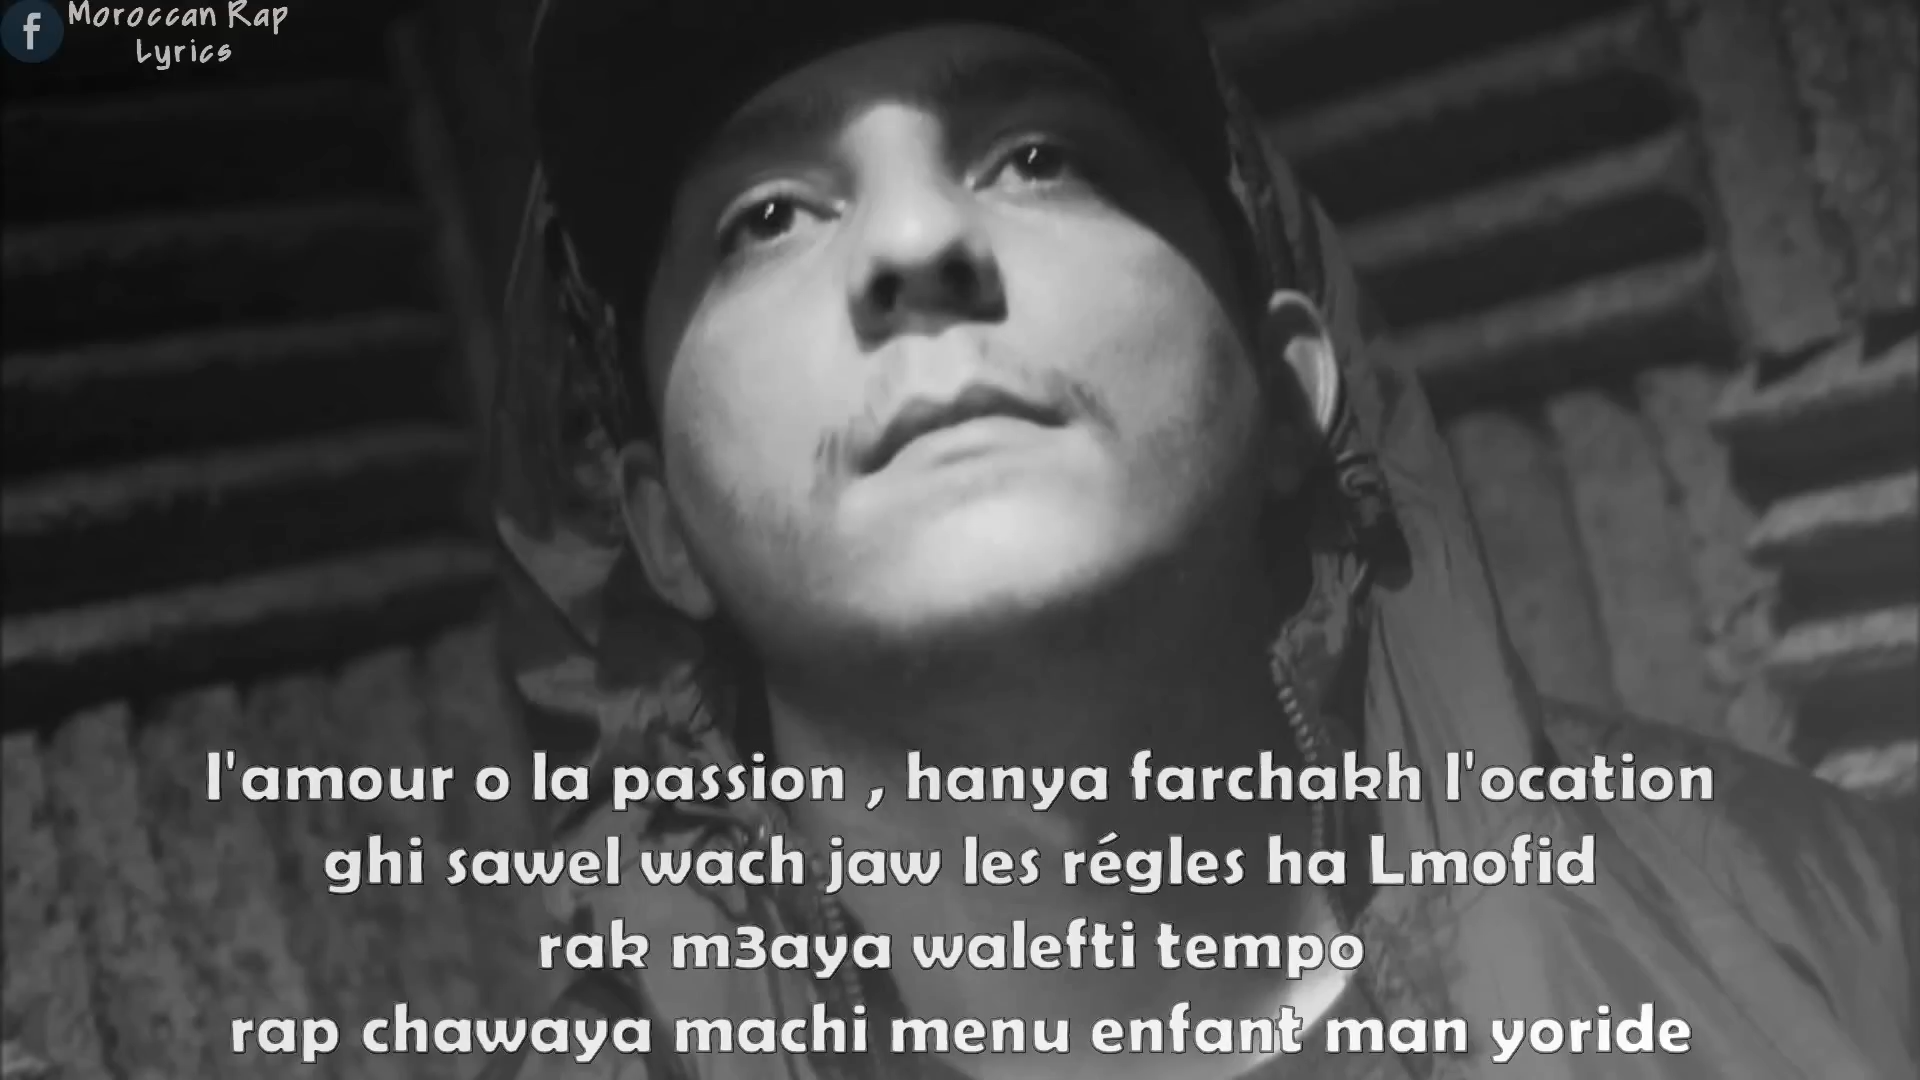 f Moroccan Rap
Lyrics
l'amour o la passion , hanya farchakh l'ocation
ghi sawel wach jaw les régles ha Lmofid
rak m3aya walefti tempo
rap chawaya machi menu enfant man yoride